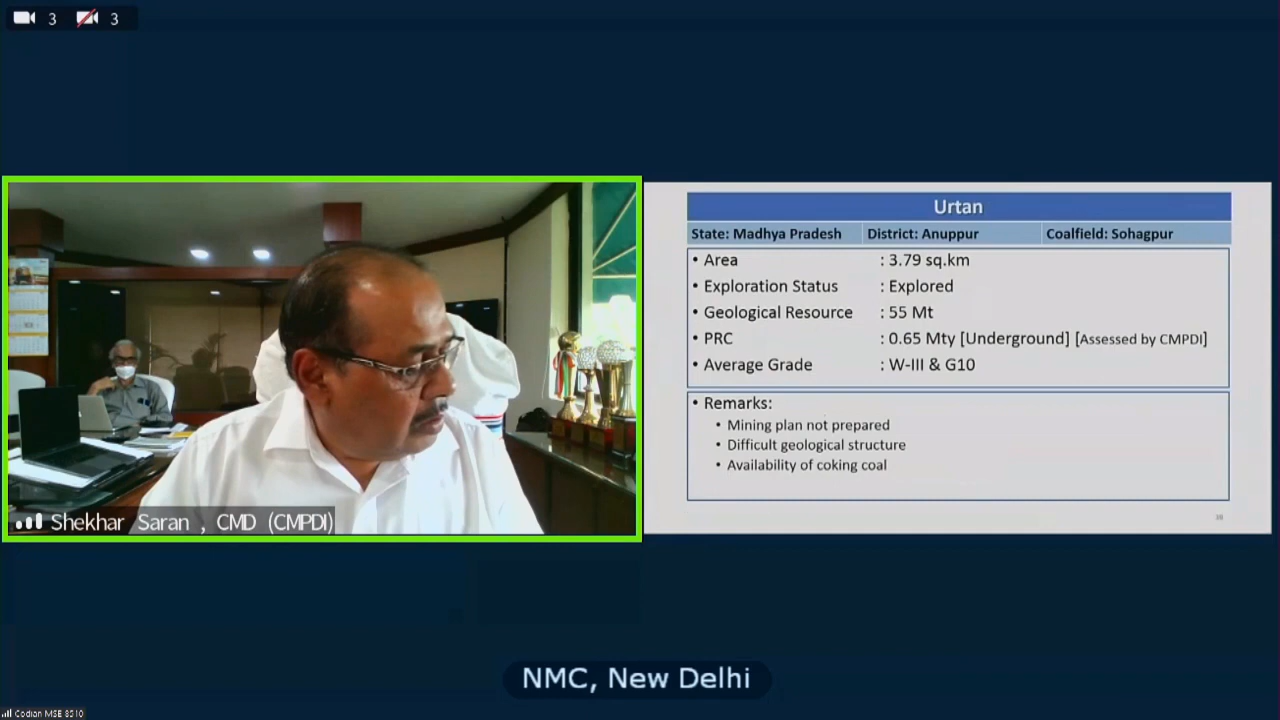 3 3
Shekhar Saran , CMD (CMPDI)
Urtan
State: Madhya Pradesh District: Anuppur Coalfield: Sohagpur
• Area : 3.79 sq.km
• Exploration Status : Explored
• Geological Resource : 55 Mt
• PRC : 0.65 Mty [Underground] [Assessed by CMPDI]
• Average Grade : W-III & G10
• Remarks:
• Mining plan not prepared
• Difficult geological structure
• Availability of coking coal
NMC, New Delhi
Codian MSE 8510